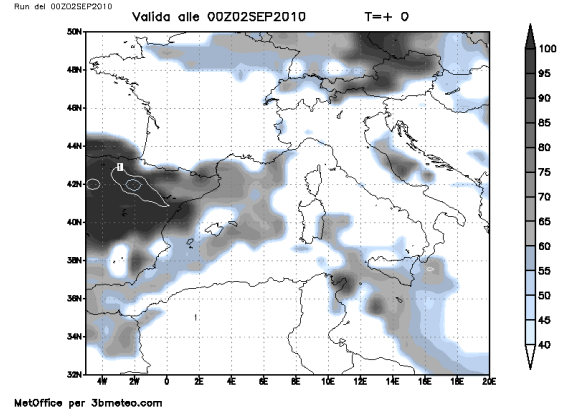 Run del 00Z02SEP2010
Valida alle 00Z02SEP2010 T=+ 0
50N
48N
46N
44N
42N
40N
38N
36N
34N
32N
4W 2W 0 2E 4E 6E 8E 10E 12E 14E 16E 18E 20E
1
1
100
95
90
85
80
75
70
65
60
55
50
45
40
MetOffice per 3bmeteo.com